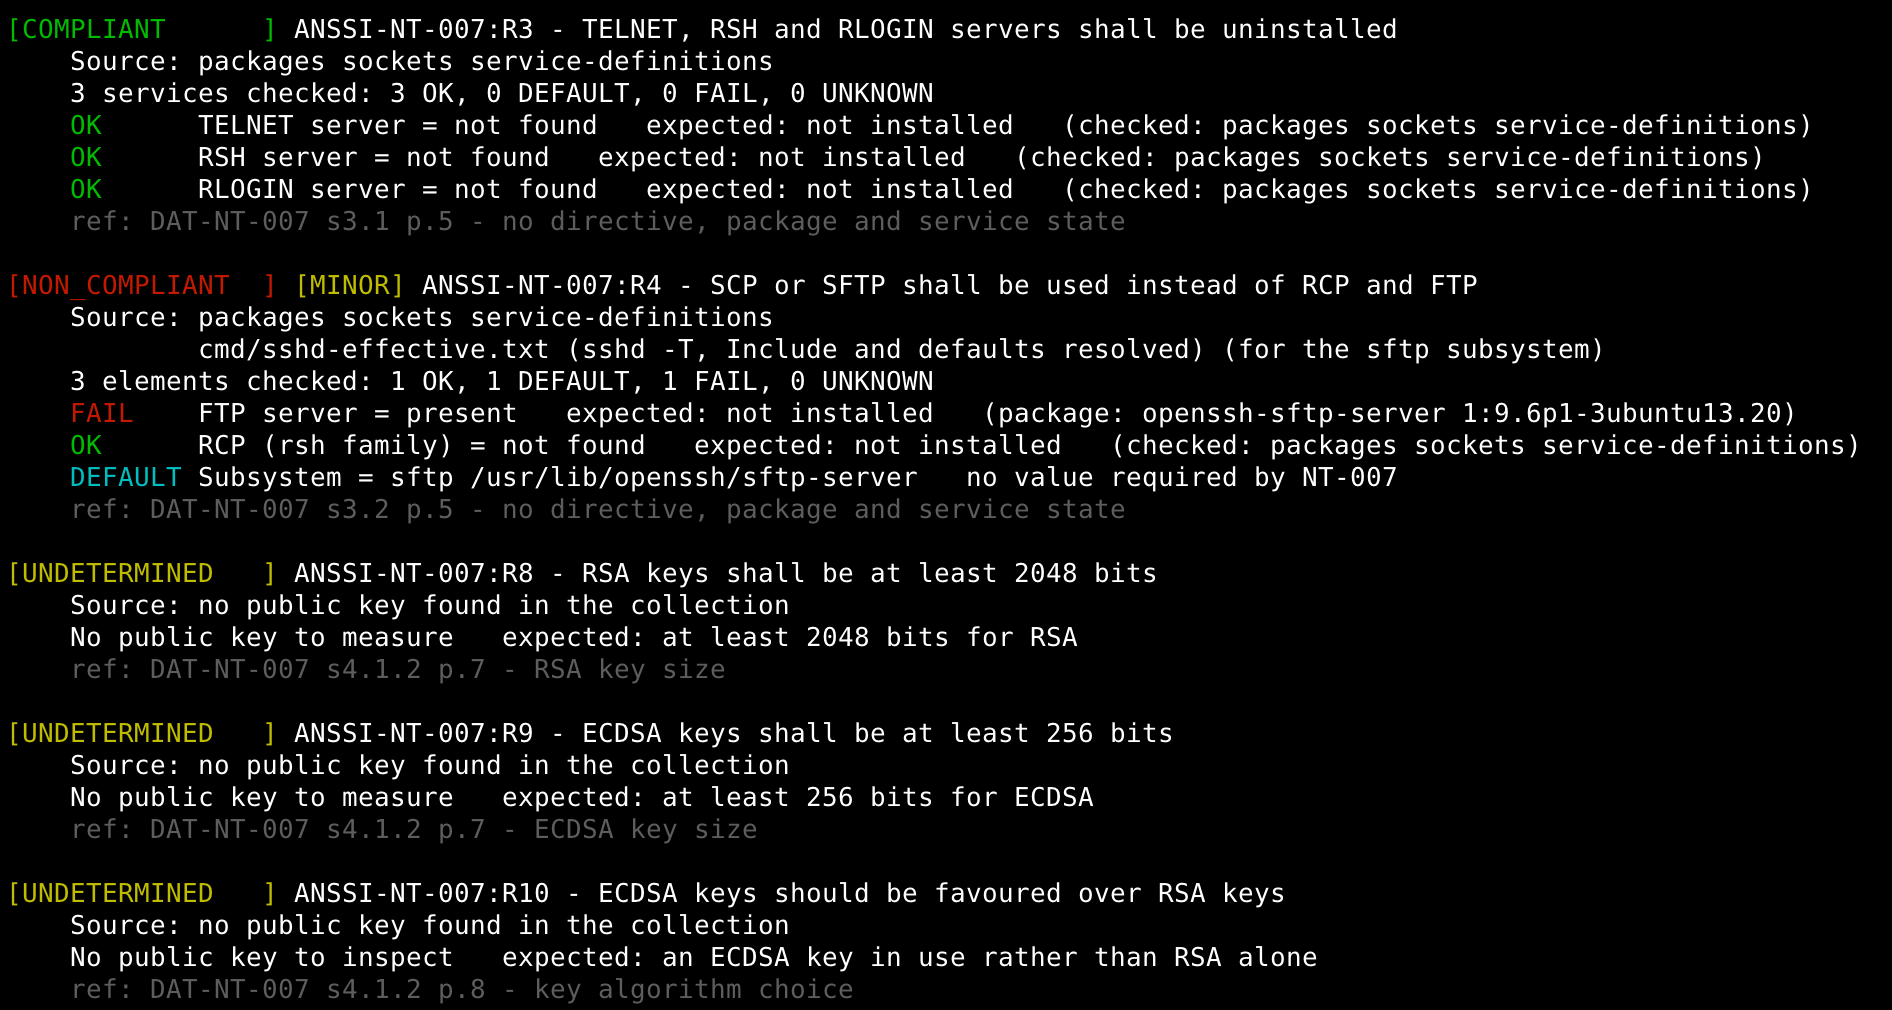 [COMPLIANT      ] ANSSI-NT-007:R3 - TELNET, RSH and RLOGIN servers shall be uninstalled
    Source: packages sockets service-definitions
    3 services checked: 3 OK, 0 DEFAULT, 0 FAIL, 0 UNKNOWN
    OK      TELNET server = not found   expected: not installed   (checked: packages sockets service-definitions)
    OK      RSH server = not found   expected: not installed   (checked: packages sockets service-definitions)
    OK      RLOGIN server = not found   expected: not installed   (checked: packages sockets service-definitions)
    ref: DAT-NT-007 s3.1 p.5 - no directive, package and service state

[NON_COMPLIANT  ] [MINOR] ANSSI-NT-007:R4 - SCP or SFTP shall be used instead of RCP and FTP
    Source: packages sockets service-definitions
            cmd/sshd-effective.txt (sshd -T, Include and defaults resolved) (for the sftp subsystem)
    3 elements checked: 1 OK, 1 DEFAULT, 1 FAIL, 0 UNKNOWN
    FAIL    FTP server = present   expected: not installed   (package: openssh-sftp-server 1:9.6p1-3ubuntu13.20)
    OK      RCP (rsh family) = not found   expected: not installed   (checked: packages sockets service-definitions)
    DEFAULT Subsystem = sftp /usr/lib/openssh/sftp-server   no value required by NT-007
    ref: DAT-NT-007 s3.2 p.5 - no directive, package and service state

[UNDETERMINED   ] ANSSI-NT-007:R8 - RSA keys shall be at least 2048 bits
    Source: no public key found in the collection
    No public key to measure   expected: at least 2048 bits for RSA
    ref: DAT-NT-007 s4.1.2 p.7 - RSA key size

[UNDETERMINED   ] ANSSI-NT-007:R9 - ECDSA keys shall be at least 256 bits
    Source: no public key found in the collection
    No public key to measure   expected: at least 256 bits for ECDSA
    ref: DAT-NT-007 s4.1.2 p.7 - ECDSA key size

[UNDETERMINED   ] ANSSI-NT-007:R10 - ECDSA keys should be favoured over RSA keys
    Source: no public key found in the collection
    No public key to inspect   expected: an ECDSA key in use rather than RSA alone
    ref: DAT-NT-007 s4.1.2 p.8 - key algorithm choice